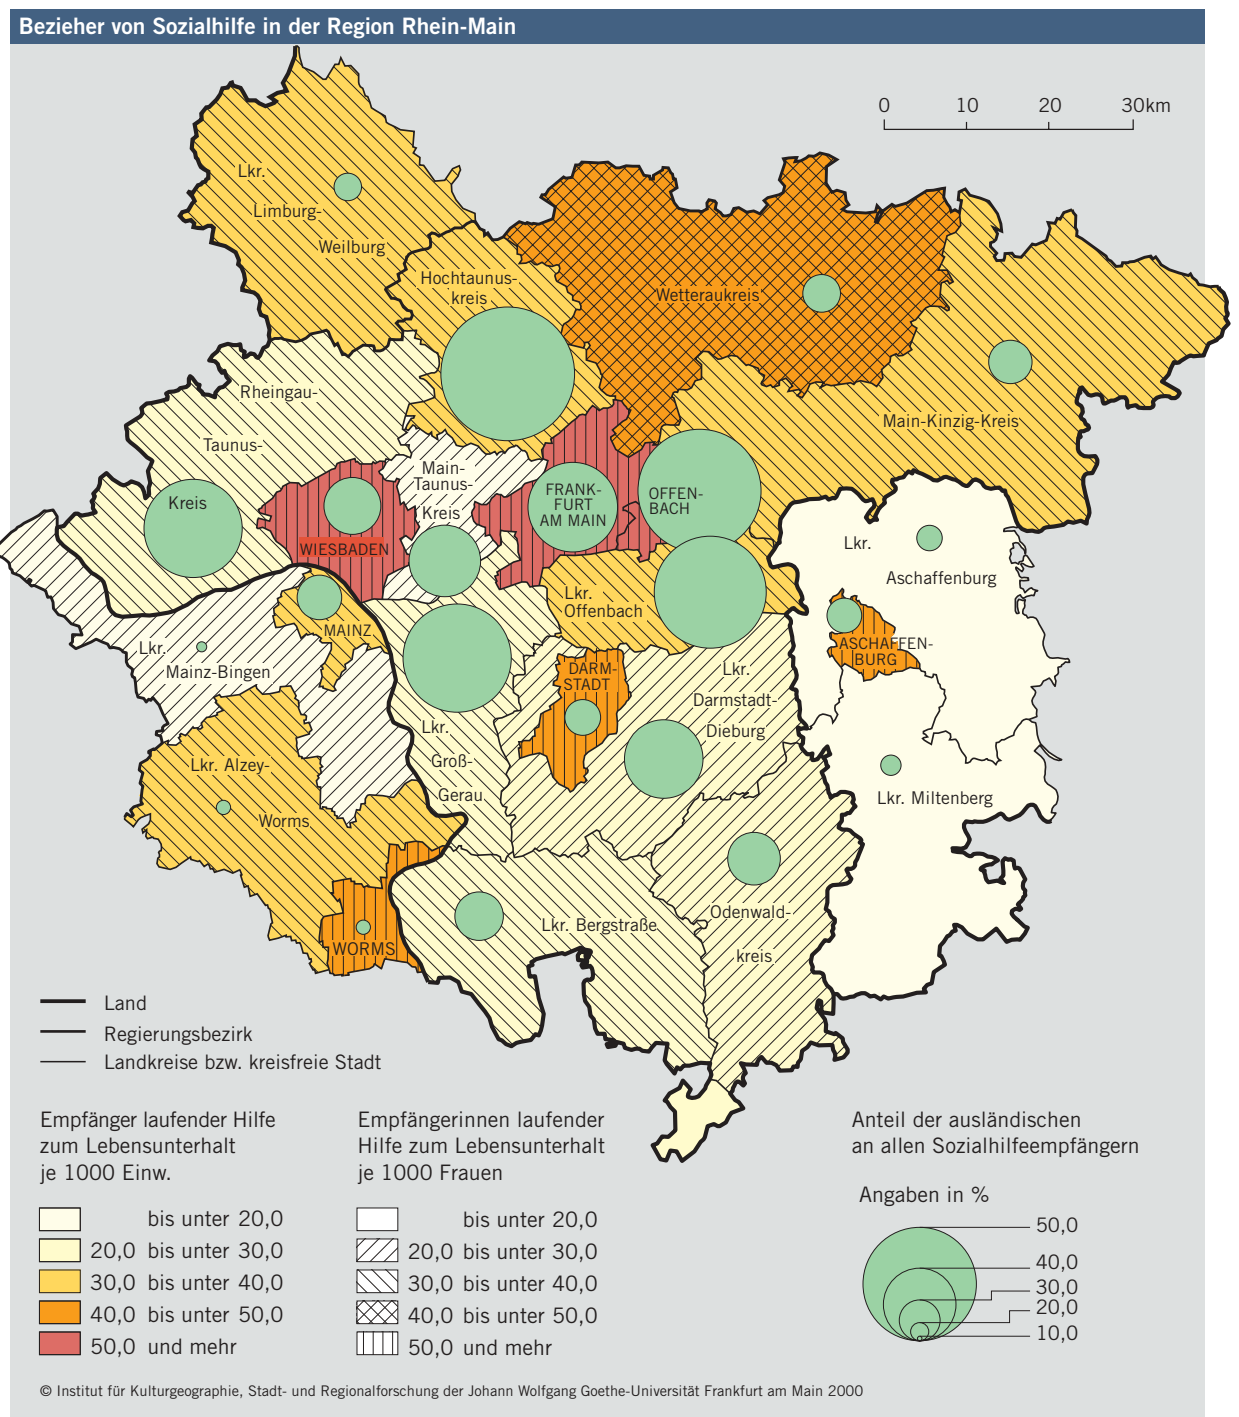 Bezieher von Sozialhilfe in der Region Rhein-Main
0 10 20 30km
Lkr.
Limburg-
Weilburg
Hochtaunus-
kreis
Wetteraukreis
Main-Kinzig-Kreis
Rheingau-
Taunus-
Kreis
Main-
Taunus-
Kreis
FRANK-
FURT
AM MAIN
OFFEN-
BACH
WIESBADEN
Lkr.
Aschaffenburg
Lkr.
Offenbach
MAINZ
ASCHAFFEN-
BURG
Lkr.
Mainz-Bingen
DARM-
STADT
Lkr.
Darmstadt-
Dieburg
Lkr.
Groß-
Gerau
Lkr. Alzey-
Worms
Lkr. Miltenberg
Lkr. Bergstraße
Odenwald-
kreis
WORMS
Land
Regierungsbezirk
Landkreise bzw. kreisfreie Stadt
Empfänger laufender Hilfe
zum Lebensunterhalt
je 1000 Einw.
bis unter 20,0
20,0 bis unter 30,0
30,0 bis unter 40,0
40,0 bis unter 50,0
50,0 und mehr
Empfängerinnen laufender
Hilfe zum Lebensunterhalt
je 1000 Frauen
bis unter 20,0
20,0 bis unter 30,0
30,0 bis unter 40,0
40,0 bis unter 50,0
50,0 und mehr
Anteil der ausländischen
an allen Sozialhilfeempfängern
Angaben in %
50,0
40,0
30,0
20,0
10,0
© Institut für Kulturgeographie, Stadt- und Regionalforschung der Johann Wolfgang Goethe-Universität Frankfurt am Main 2000